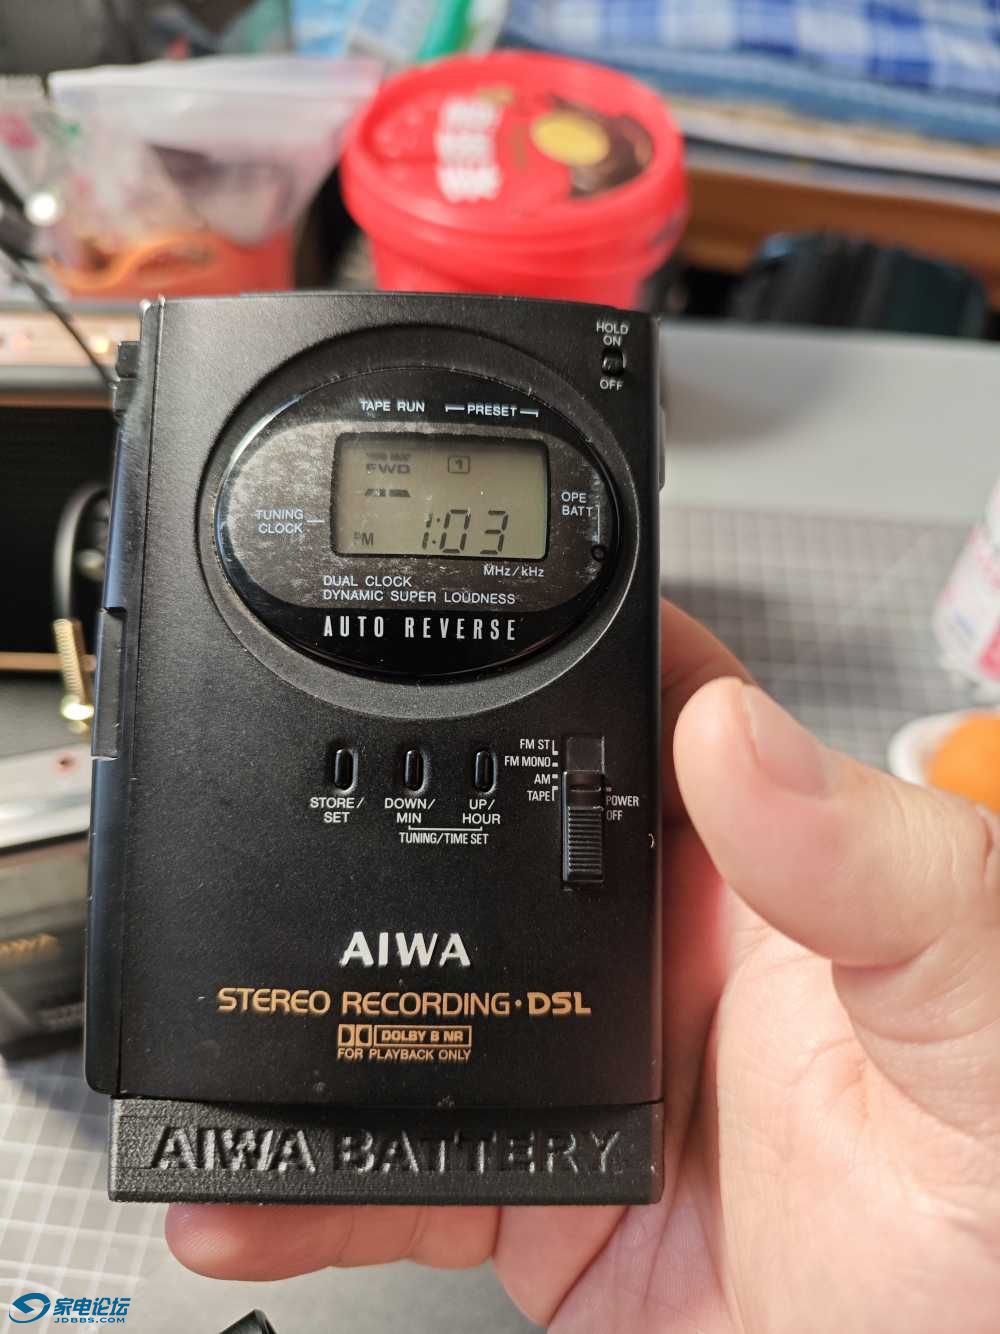 HOLD
ON
OFF
TAPE RUN
PRESET
FWD
1
TUNING
CLOCK
OPE
BATT
PM 1:03
MHz/kHz
DUAL CLOCK
DYNAMIC SUPER LOUDNESS
AUTO REVERSE
FM ST
FM MONO
AM
TAPE
POWER
OFF
STORE/
SET
DOWN/
MIN
UP/
HOUR
TUNING/TIME SET
AIWA
STEREO RECORDING·DSL
DOLBY B NR
FOR PLAYBACK ONLY
AIWA BATTERY
家电论坛
JDBBS.COM